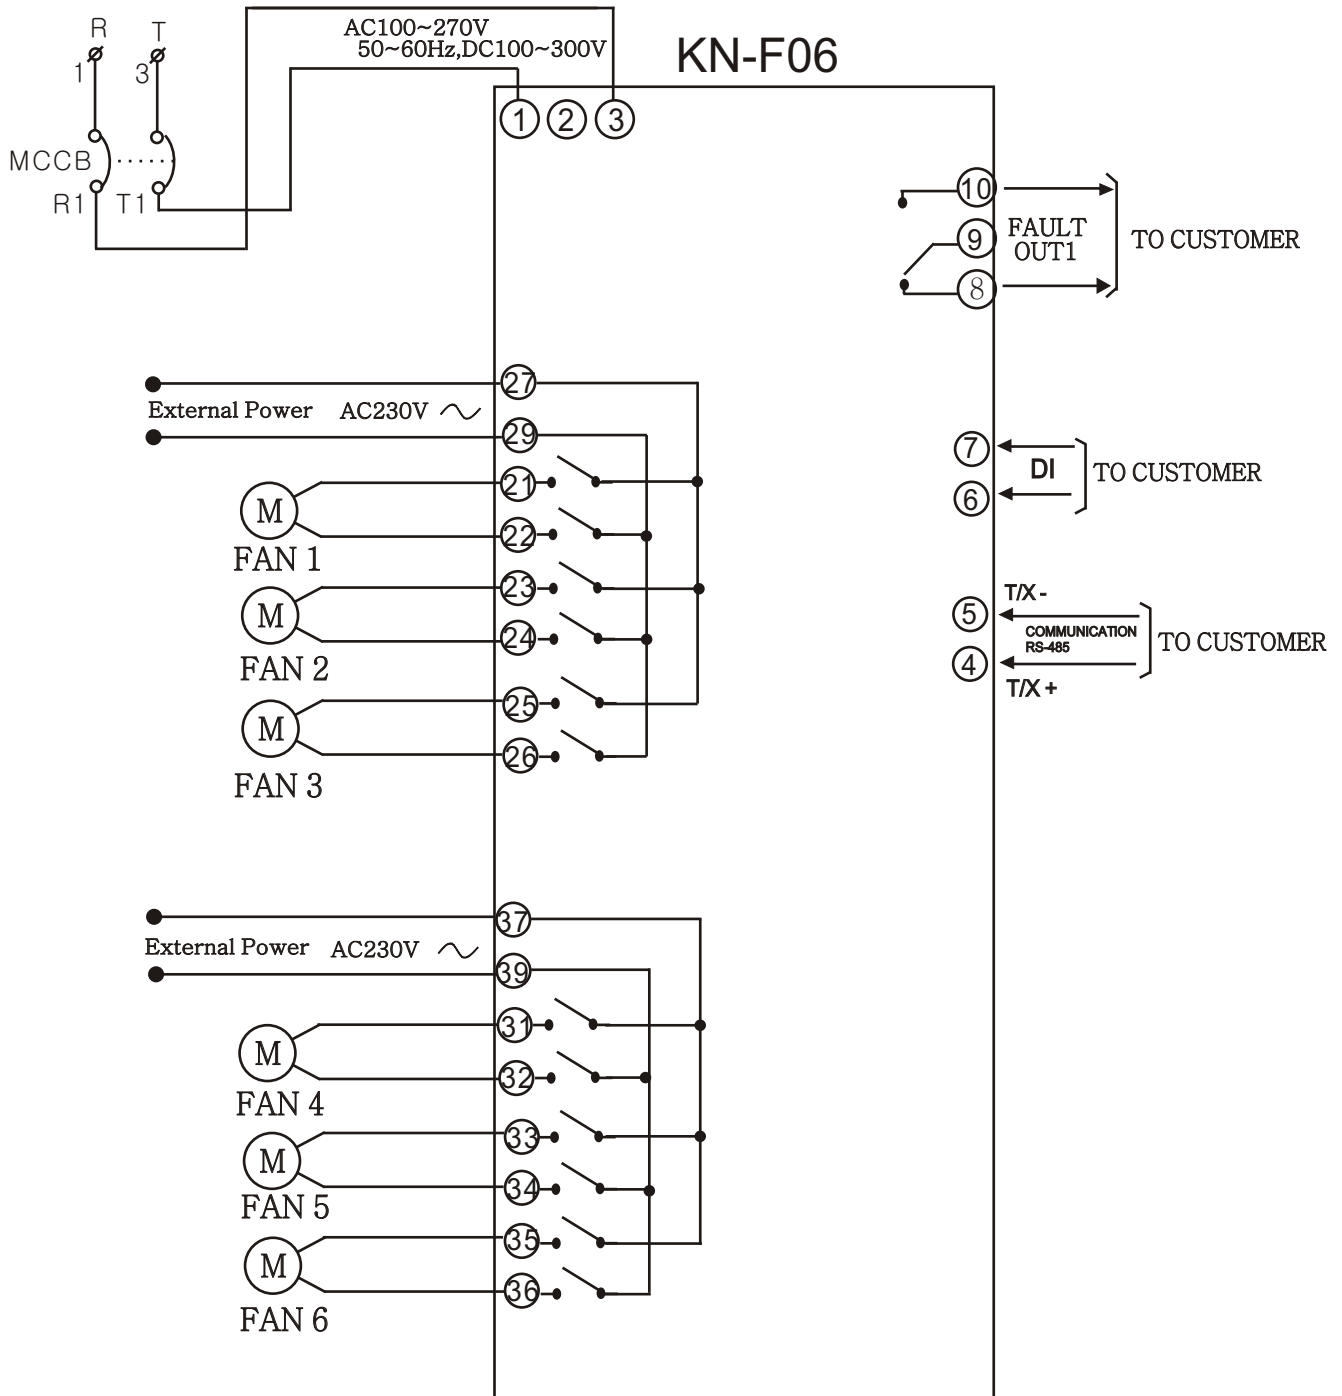 R
T
1
3
MCCB
R1
T1
AC100~270V
50~60Hz,DC100~300V
KN-F06
1
2
3
10
9
8
FAULT
OUT1
TO CUSTOMER
27
External Power AC230V
29
21
M
22
FAN 1
23
M
24
FAN 2
25
M
26
FAN 3
7
DI
6
TO CUSTOMER
T/X -
5
COMMUNICATION
RS-485
4
T/X +
TO CUSTOMER
37
External Power AC230V
39
31
M
32
FAN 4
33
M
34
FAN 5
35
M
36
FAN 6